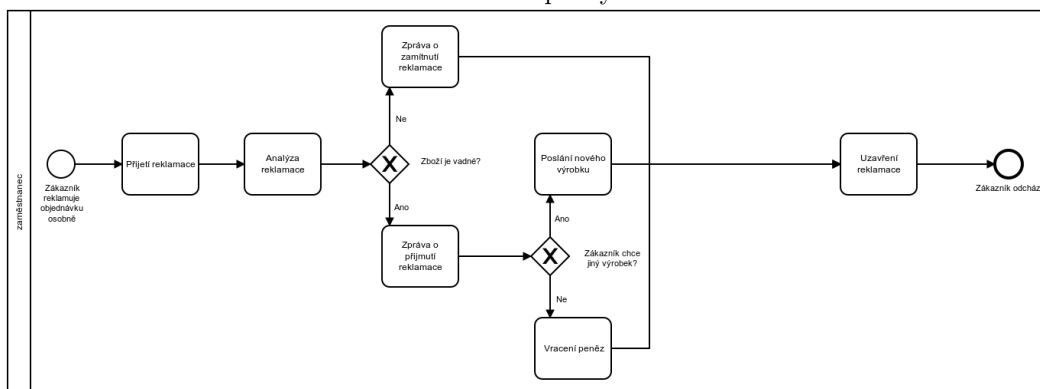 zaměstnanec
Zákazník
reklamuje
objednávku
osobně
Přijetí reklamace
Analýza
reklamace
Zboží je vadné?
Ne
Zpráva o
zamítnutí
reklamace
Ano
Zpráva o
přijmutí
reklamace
Zákazník chce
jiný výrobek?
Ano
Poslání nového
výrobku
Ne
Vracení peněz
Uzavření
reklamace
Zákazník odchází